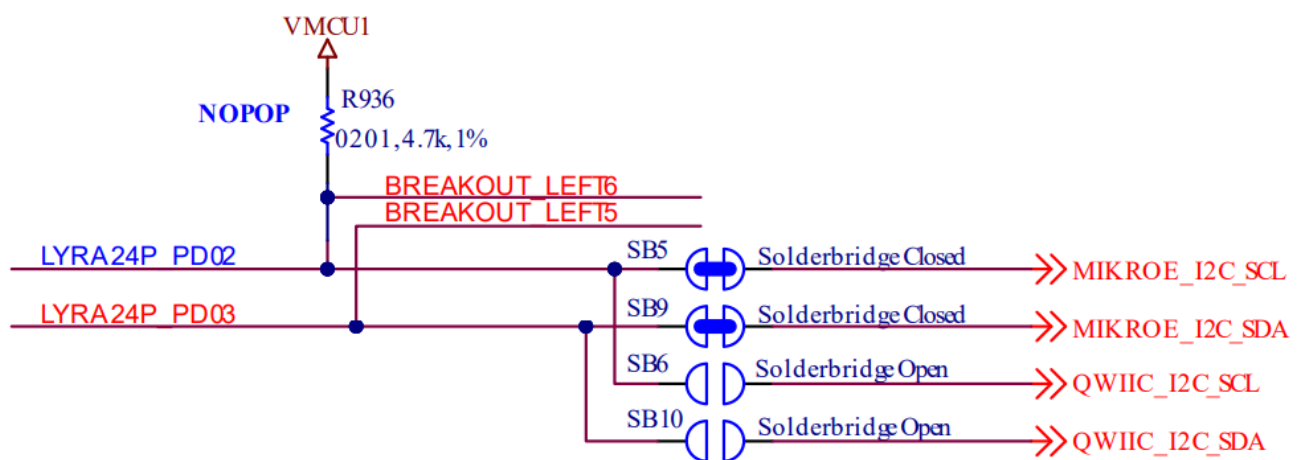 VMCU1
NOPOP
R936
0201,4.7k,1%
BREAKOUT_LEFT6
BREAKOUT_LEFT5
LYRA24P_PD02
SB5
Solderbridge Closed
MIKROE_I2C_SCL
LYRA24P_PD03
SB9
Solderbridge Closed
MIKROE_I2C_SDA
SB6
Solderbridge Open
QWIIC_I2C_SCL
SB10
Solderbridge Open
QWIIC_I2C_SDA